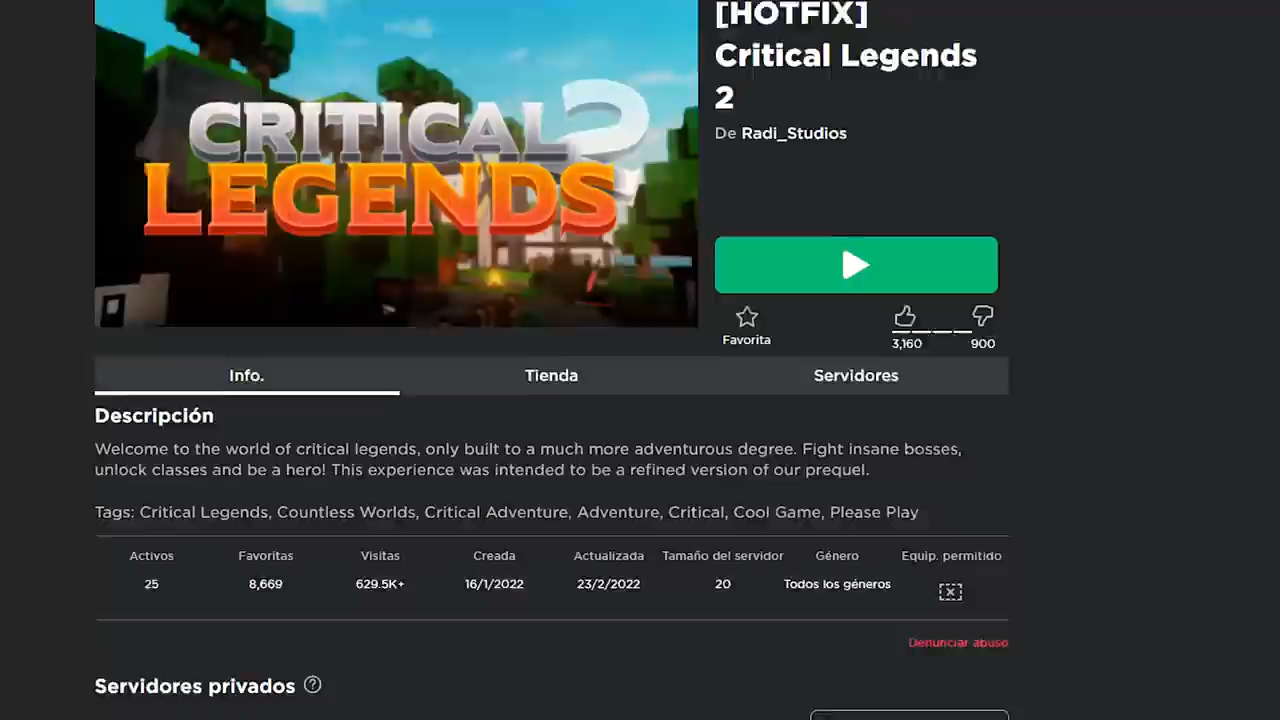 [HOTFIX]
Critical Legends
2
De Radi_Studios
CRITICAL 2
LEGENDS
Favorita
3,160
900
Info.
Tienda
Servidores
Descripción
Welcome to the world of critical legends, only built to a much more adventurous degree. Fight insane bosses,
unlock classes and be a hero! This experience was intended to be a refined version of our prequel.
Tags: Critical Legends, Countless Worlds, Critical Adventure, Adventure, Critical, Cool Game, Please Play
Activos Favoritas Visitas Creada Actualizada Tamaño del servidor Género Equip. permitido
25 8,669 629.5K+ 16/1/2022 23/2/2022 20 Todos los géneros
Denunciar abuso
Servidores privados